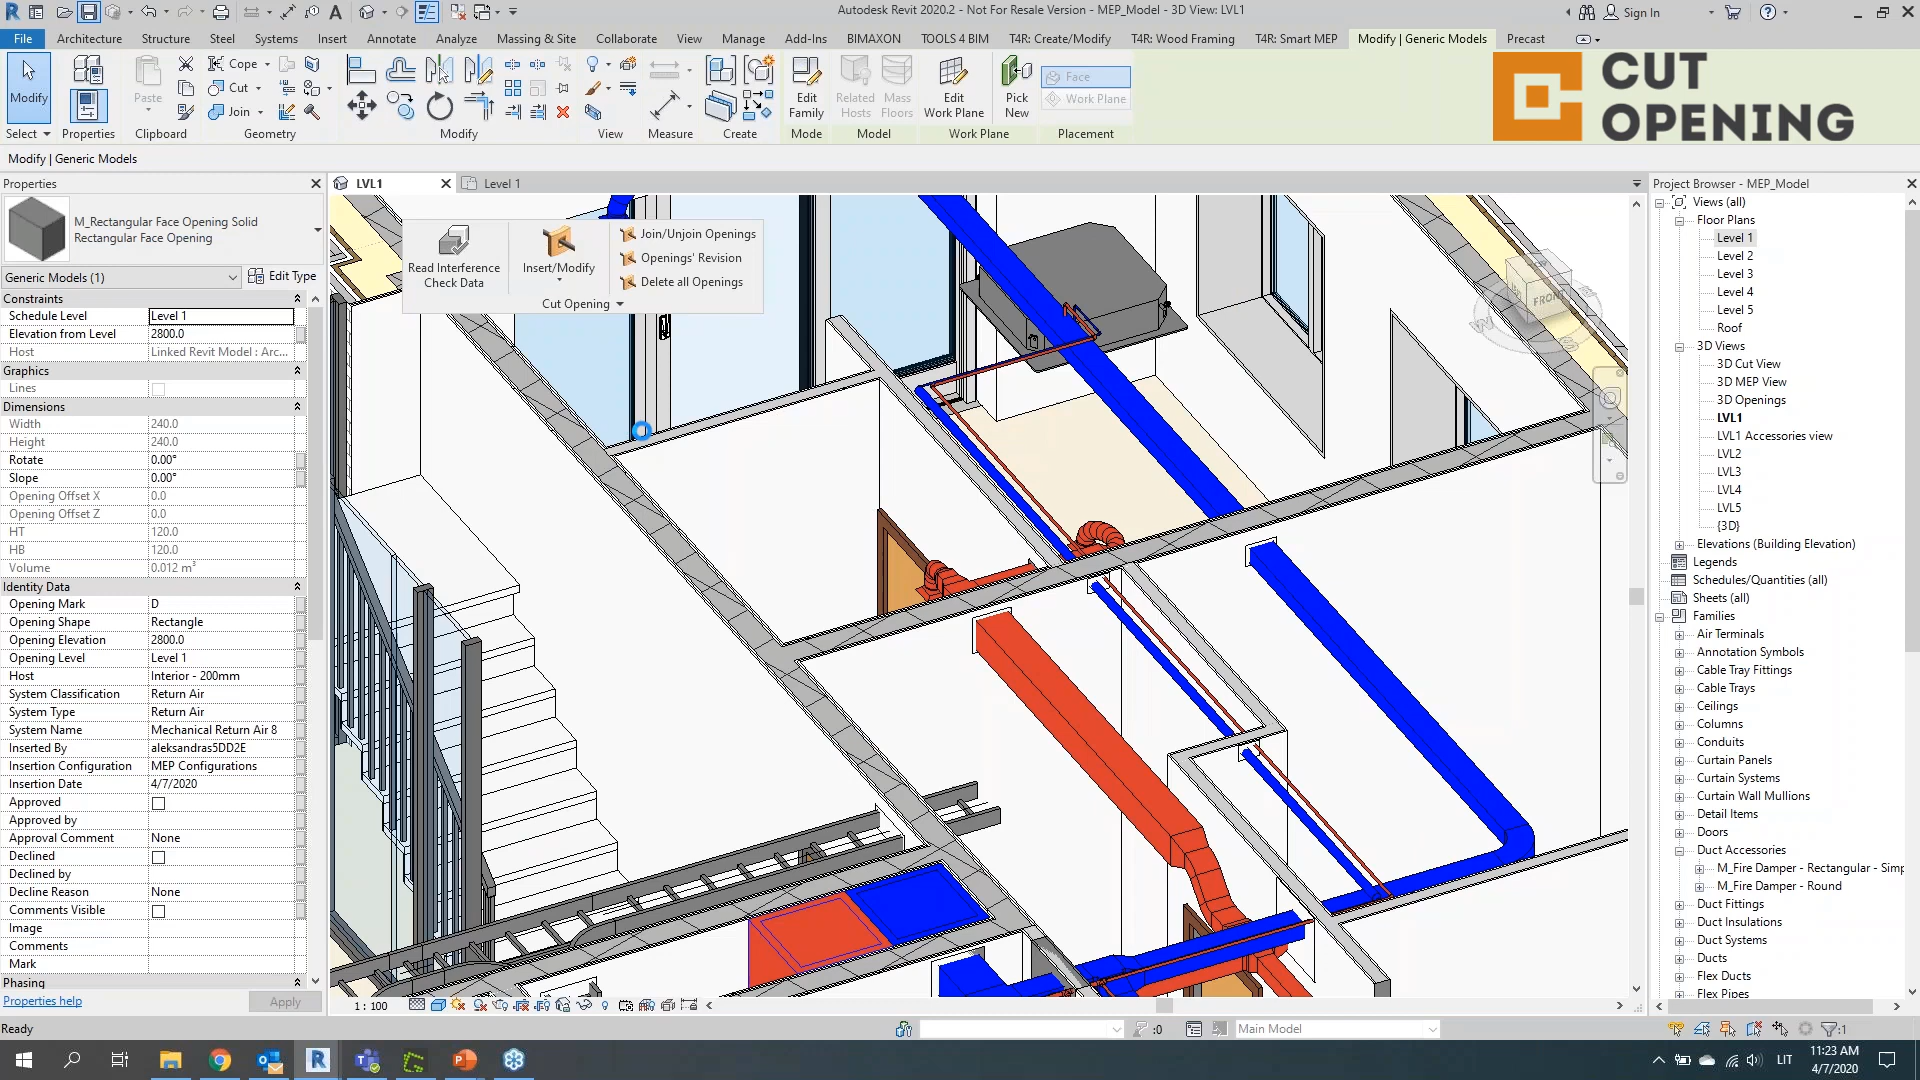 Autodesk Revit 2020.2 - Not For Resale Version - MEP_Model - 3D View: LVL1
Sign In
File Architecture Structure Steel Systems Insert Annotate Analyze Massing & Site Collaborate View Manage Add-Ins BIMAXON TOOLS 4 BIM T4R: Create/Modify T4R: Wood Framing T4R: Smart MEP Modify | Generic Models Precast
Modify
Paste
Cope
Cut
Join
Edit Family
Related Hosts
Mass Floors
Edit Work Plane
Pick New
Face
Work Plane
Select Properties Clipboard Geometry Modify View Measure Create Mode Model Work Plane Placement
CUT
OPENING
Modify | Generic Models
Properties
M_Rectangular Face Opening Solid
Rectangular Face Opening
Generic Models (1) Edit Type
Constraints
Schedule Level Level 1
Elevation from Level 2800.0
Host Linked Revit Model : Arc...
Graphics
Lines
Dimensions
Width 240.0
Height 240.0
Rotate 0.00°
Slope 0.00°
Opening Offset X 0.0
Opening Offset Z 0.0
HT 120.0
HB 120.0
Volume 0.012 m³
Identity Data
Opening Mark D
Opening Shape Rectangle
Opening Elevation 2800.0
Opening Level Level 1
Host Interior - 200mm
System Classification Return Air
System Type Return Air
System Name Mechanical Return Air 8
Inserted By aleksandras5DD2E
Insertion Configuration MEP Configurations
Insertion Date 4/7/2020
Approved
Approved by
Approval Comment None
Declined
Declined by
Decline Reason None
Comments Visible
Image
Comments
Mark
Phasing
Properties help Apply
LVL1
Level 1
Read Interference
Check Data
Insert/Modify
Join/Unjoin Openings
Openings' Revision
Delete all Openings
Cut Opening
FRONT
1 : 100
Project Browser - MEP_Model
Views (all)
Floor Plans
Level 1
Level 2
Level 3
Level 4
Level 5
Roof
3D Views
3D Cut View
3D MEP View
3D Openings
LVL1
LVL1 Accessories view
LVL2
LVL3
LVL4
LVL5
{3D}
Elevations (Building Elevation)
Legends
Schedules/Quantities (all)
Sheets (all)
Families
Air Terminals
Annotation Symbols
Cable Tray Fittings
Cable Trays
Ceilings
Columns
Conduits
Curtain Panels
Curtain Systems
Curtain Wall Mullions
Detail Items
Doors
Duct Accessories
M_Fire Damper - Rectangular - Simp
M_Fire Damper - Round
Duct Fittings
Duct Insulations
Duct Systems
Ducts
Flex Ducts
Flex Pipes
Ready
:0
Main Model
:1
LIT
11:23 AM
4/7/2020